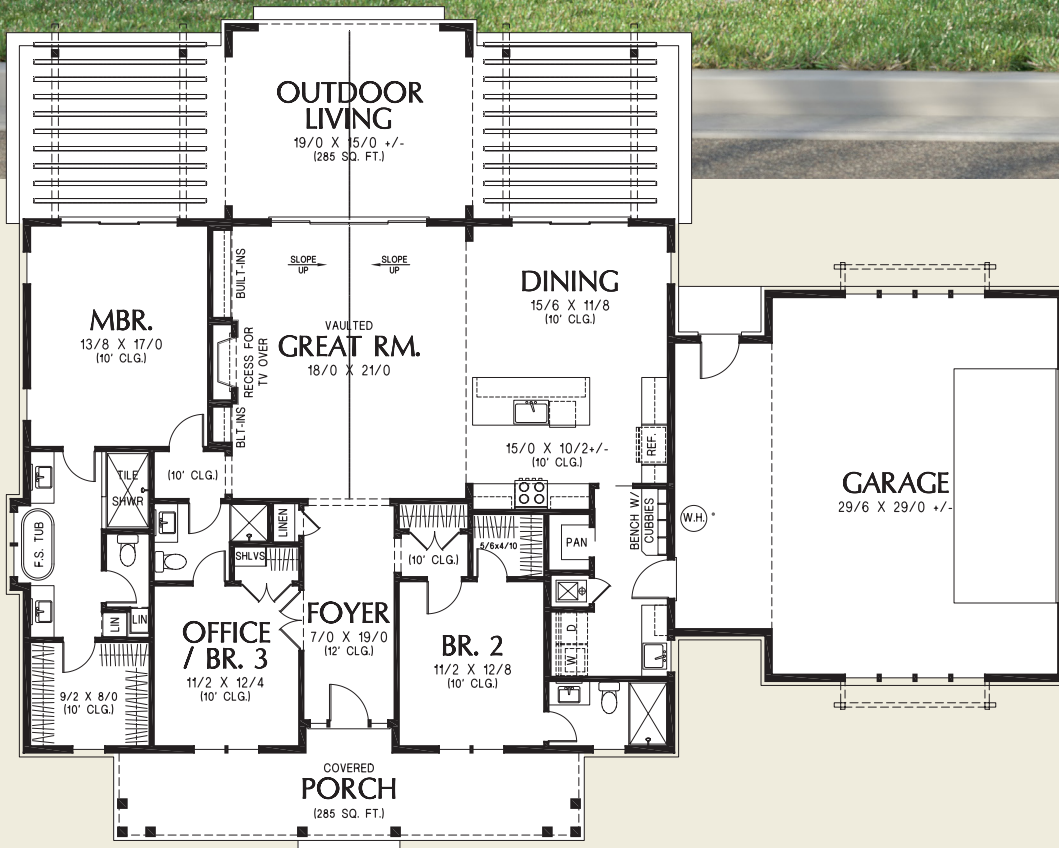 OUTDOOR
LIVING
19/0 X 15/0 +/-
(285 SQ. FT.)
BUILT-INS
SLOPE
UP
SLOPE
UP
DINING
15/6 X 11/8
(10' CLG.)
MBR.
13/8 X 17/0
(10' CLG.)
RECESS FOR
TV OVER
VAULTED
GREAT RM.
18/0 X 21/0
BLT-INS
15/0 X 10/2+/-
(10' CLG.)
REF.
GARAGE
29/6 X 29/0 +/-
(10' CLG.)
TILE
SHWR
LINEN
BENCH W/
CUBBIES
W.H.
F.S. TUB
SHLVS
(10' CLG.)
5/6x4/10
PAN
LIN
LIN
OFFICE
/ BR. 3
11/2 X 12/4
(10' CLG.)
FOYER
7/0 X 19/0
(12' CLG.)
BR. 2
11/2 X 12/8
(10' CLG.)
D
W
9/2 X 8/0
(10' CLG.)
COVERED
PORCH
(285 SQ. FT.)